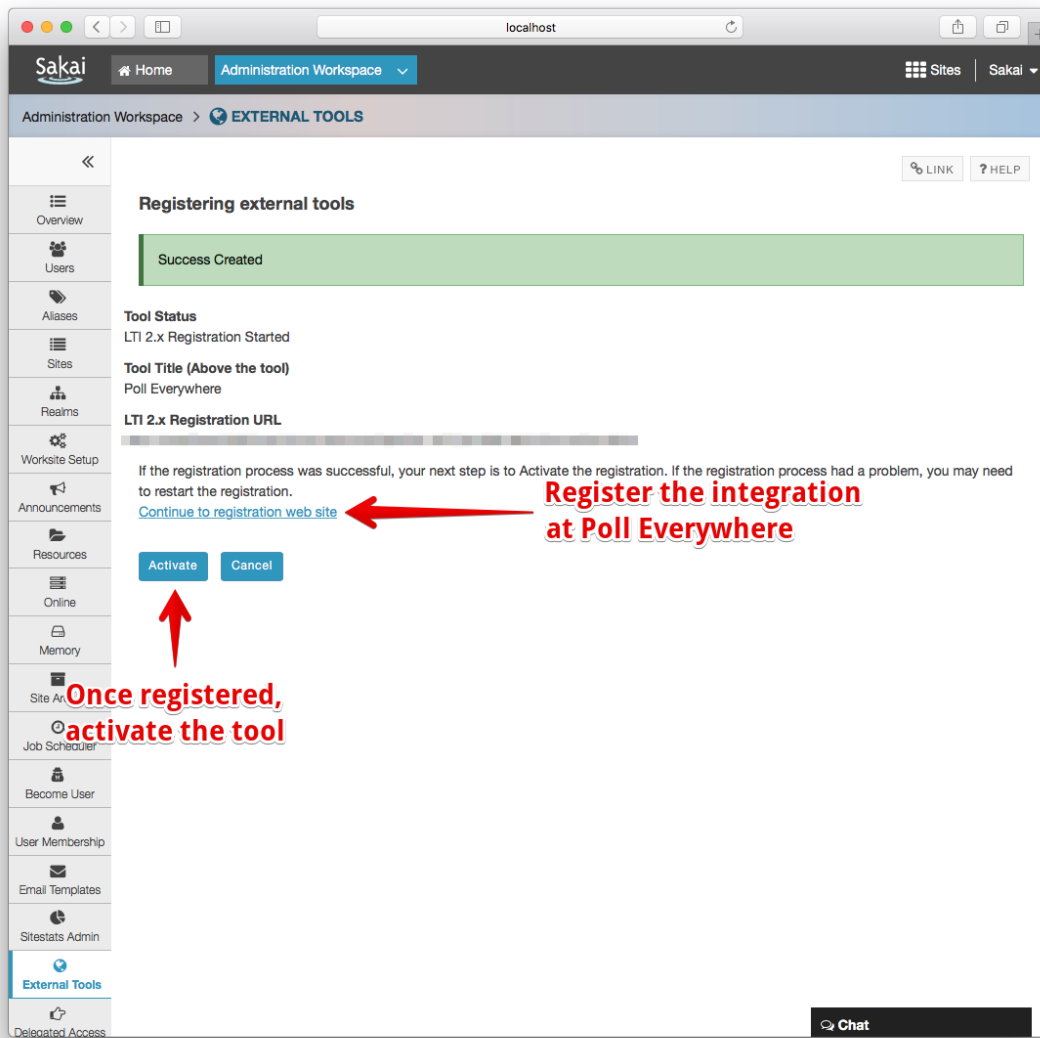 localhost
Sakai
Home
Administration Workspace
Sites
Sakai
Administration Workspace > EXTERNAL TOOLS
LINK
? HELP
Overview
Users
Aliases
Sites
Realms
Worksite Setup
Announcements
Resources
Online
Memory
Site Ar
Job Scheduler
Become User
User Membership
Email Templates
Sitestats Admin
External Tools
Delegated Access
Registering external tools
Success Created
Tool Status
LTI 2.x Registration Started
Tool Title (Above the tool)
Poll Everywhere
LTI 2.x Registration URL
If the registration process was successful, your next step is to Activate the registration. If the registration process had a problem, you may need
to restart the registration.
Continue to registration web site
Register the integration
at Poll Everywhere
Activate
Cancel
Once registered,
activate the tool
Chat